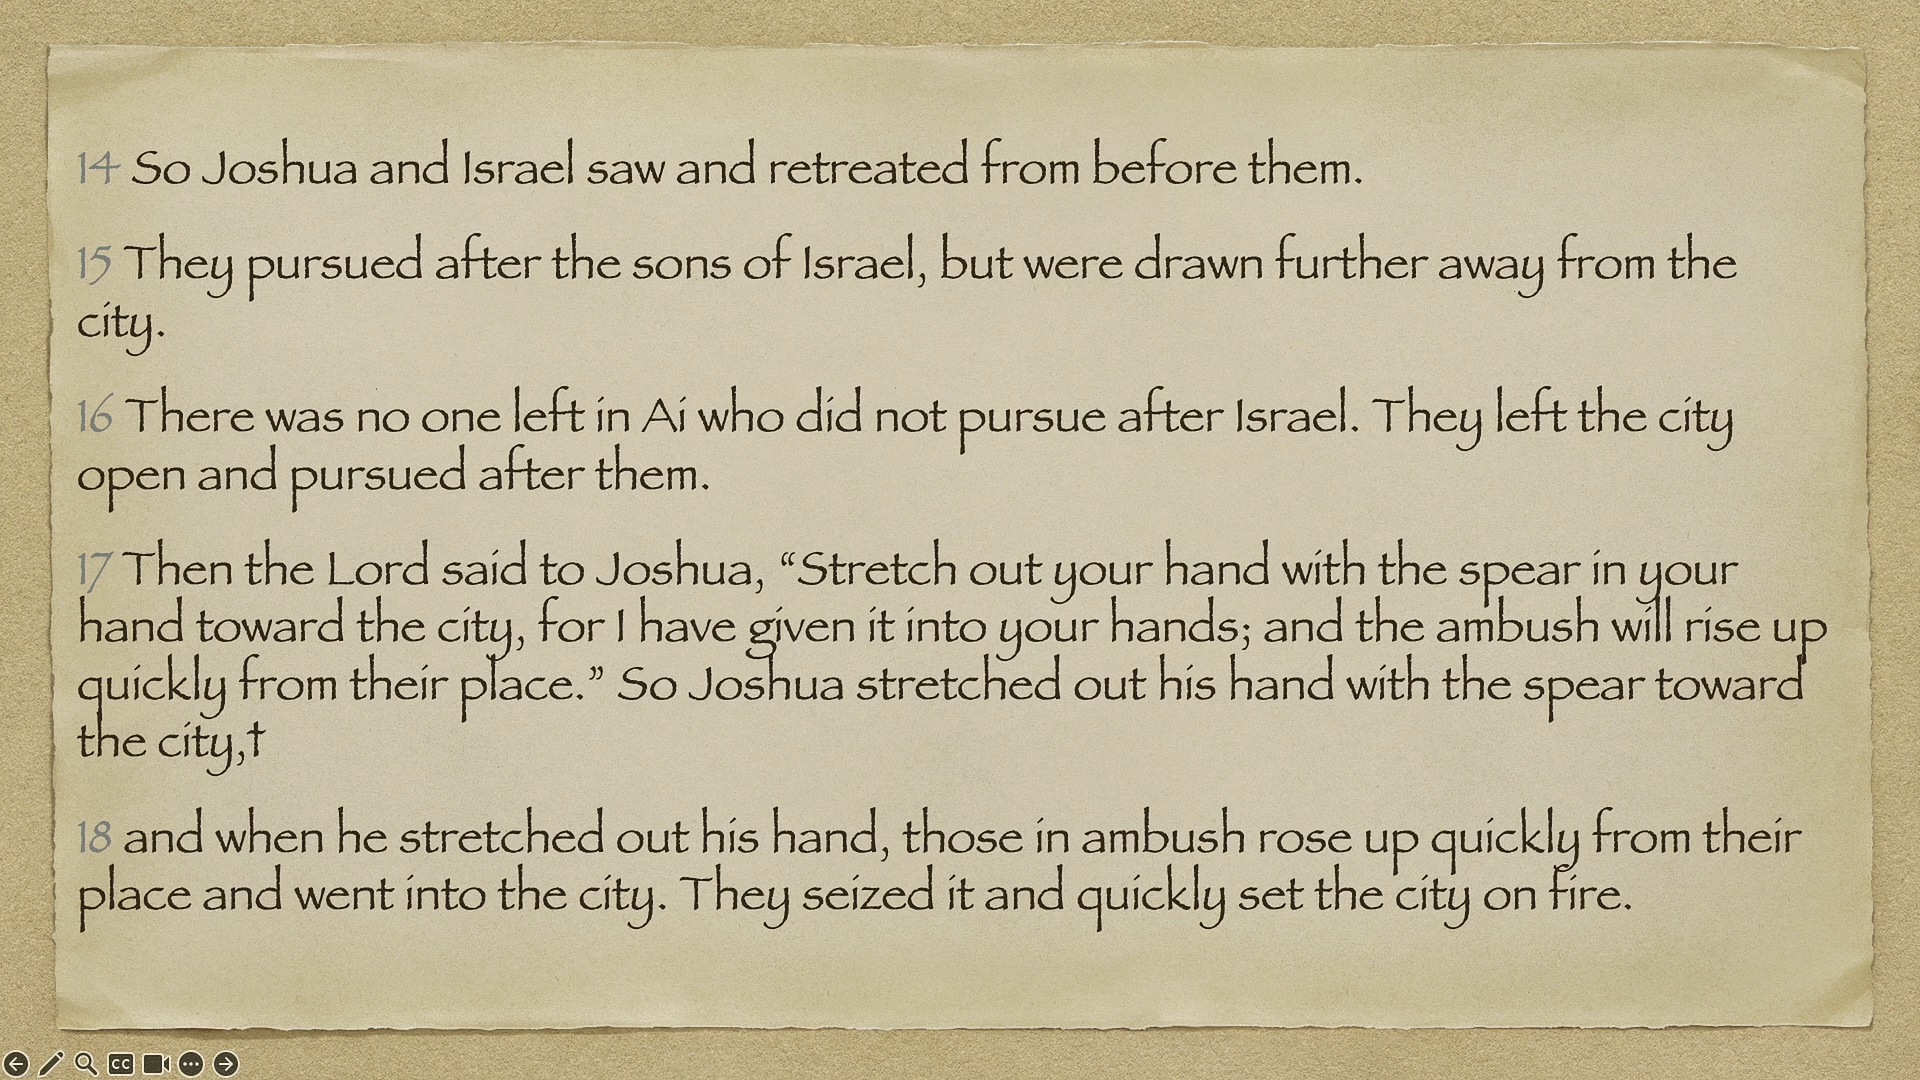 14 So Joshua and Israel saw and retreated from before them.
15 They pursued after the sons of Israel, but were drawn further away from the
city.
16 There was no one left in Ai who did not pursue after Israel. They left the city
open and pursued after them.
17 Then the Lord said to Joshua, “Stretch out your hand with the spear in your
hand toward the city, for I have given it into your hands; and the ambush will rise up
quickly from their place.” So Joshua stretched out his hand with the spear toward
the city,†
18 and when he stretched out his hand, those in ambush rose up quickly from their
place and went into the city. They seized it and quickly set the city on fire.
CC